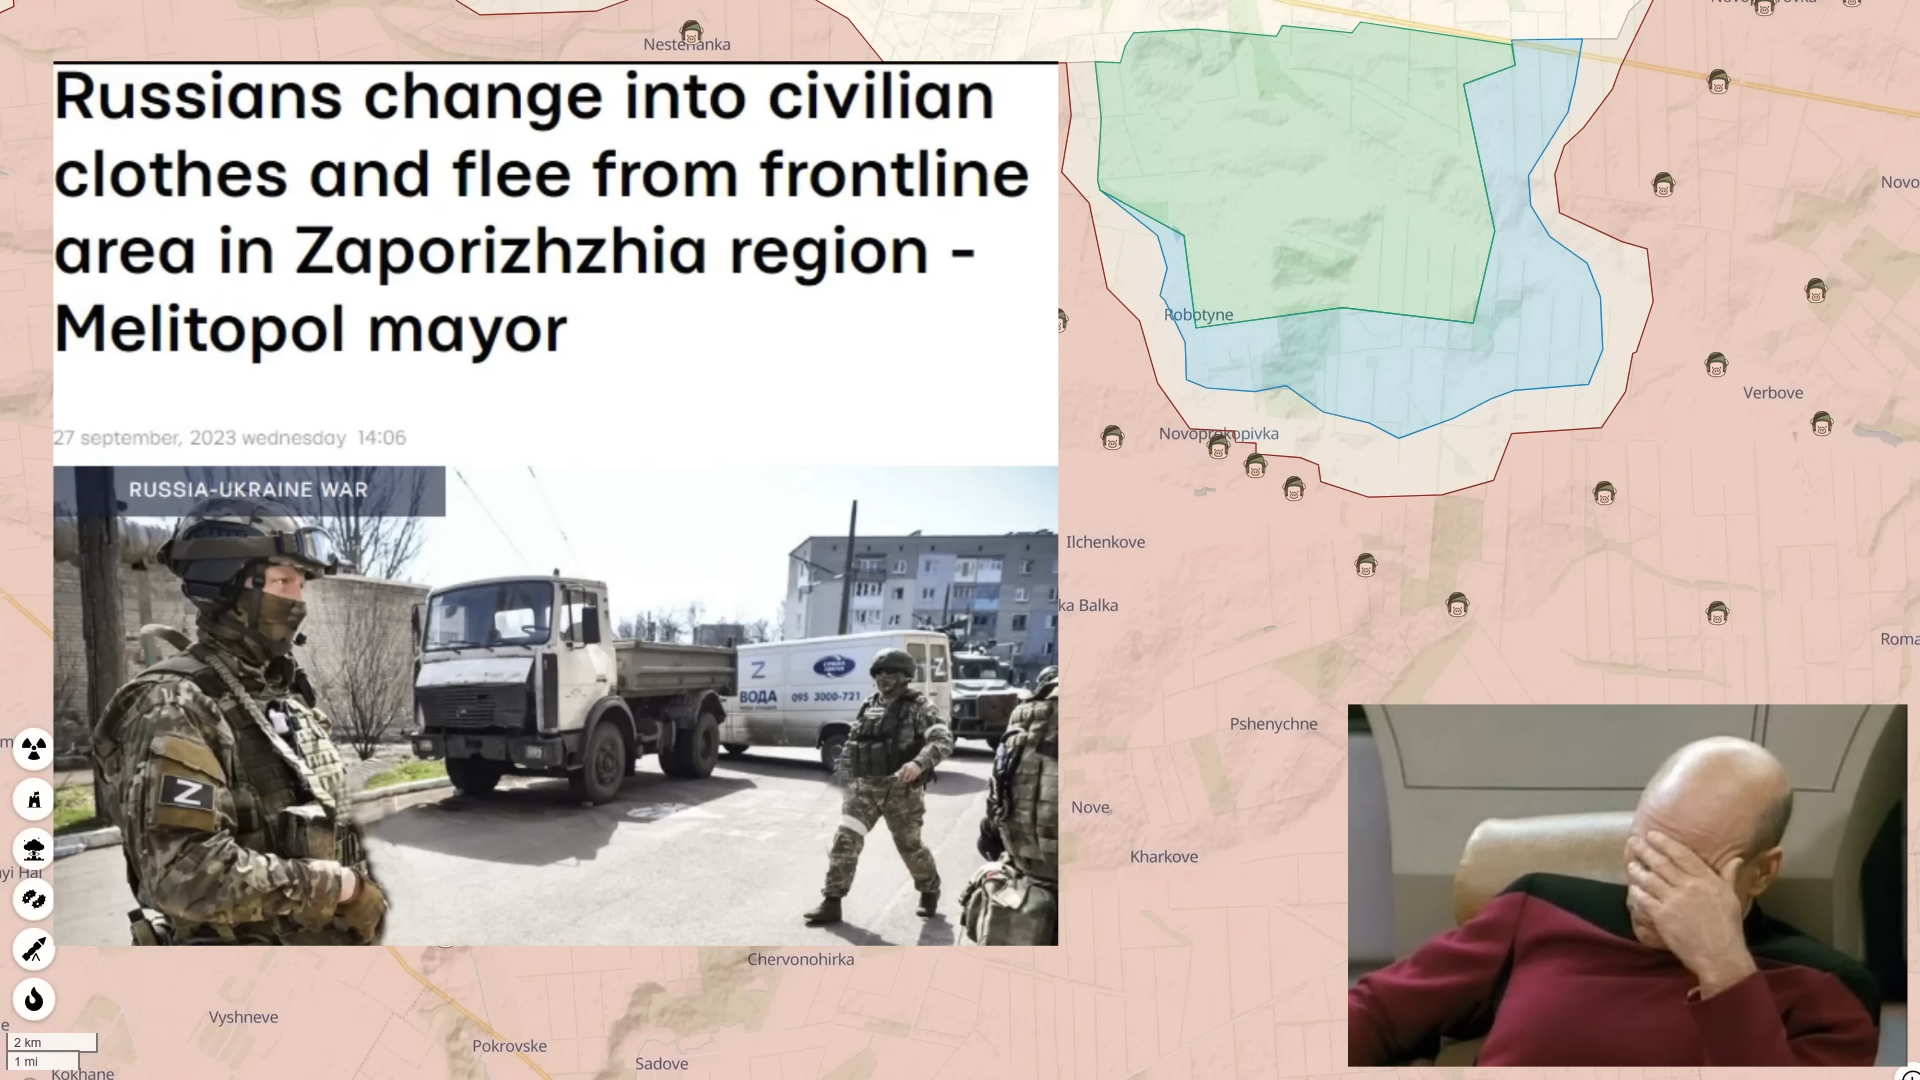 Nesterianka
Russians change into civilian
clothes and flee from frontline
area in Zaporizhzhia region -
Melitopol mayor
27 september, 2023 wednesday 14:06
RUSSIA-UKRAINE WAR
Z
ВОДА 095 3000-721
Z
Z
Novo
Robotyne
Verbove
Novoprokopivka
Ilchenkove
ka Balka
Roma
Pshenychne
Nove
Kharkove
yi Hai
Chervonohirka
Vyshneve
Pokrovske
Sadove
2 km
1 mi
Kokhane